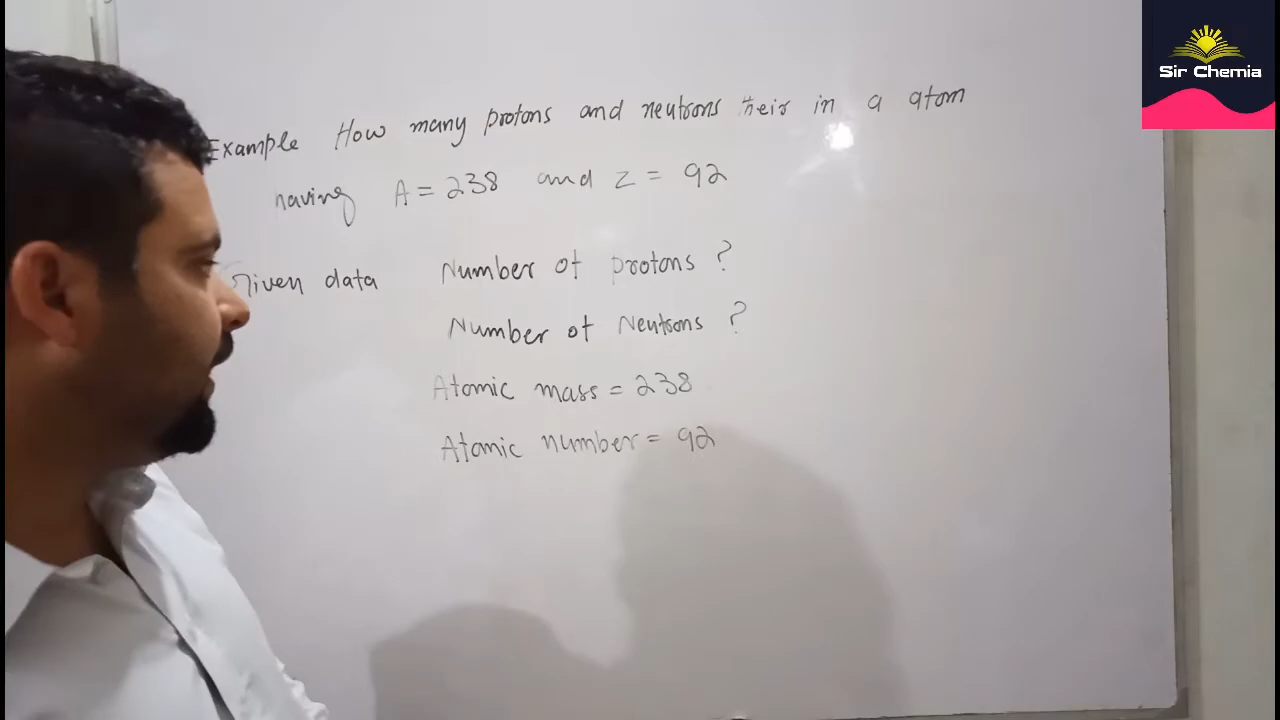 Sir Chemia
Example How many protons and neutrons their in a atom
having A = 238 and Z = 92
Given data Number of protons ?
Number of Neutrons ?
Atomic mass = 238
Atomic number = 92